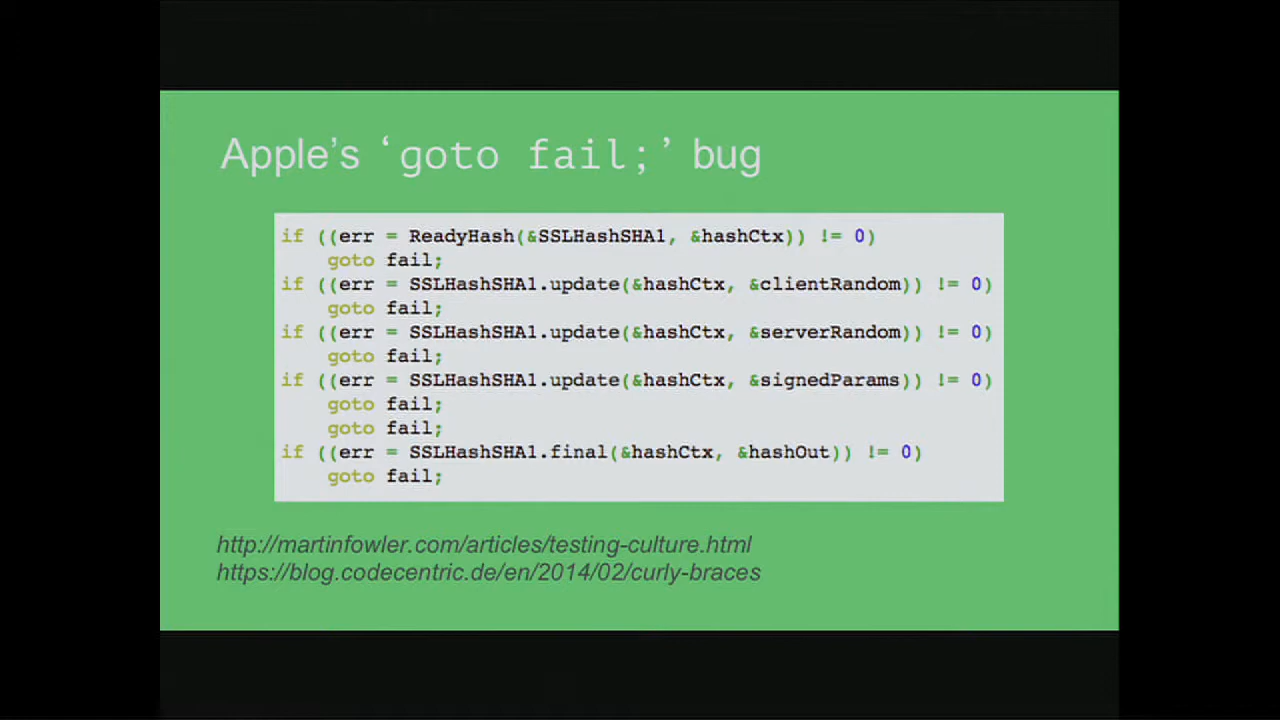 Apple's ‘goto fail;’ bug
if ((err = ReadyHash(&SSLHashSHA1, &hashCtx)) != 0)
    goto fail;
if ((err = SSLHashSHA1.update(&hashCtx, &clientRandom)) != 0)
    goto fail;
if ((err = SSLHashSHA1.update(&hashCtx, &serverRandom)) != 0)
    goto fail;
if ((err = SSLHashSHA1.update(&hashCtx, &signedParams)) != 0)
    goto fail;
    goto fail;
if ((err = SSLHashSHA1.final(&hashCtx, &hashOut)) != 0)
    goto fail;
http://martinfowler.com/articles/testing-culture.html
https://blog.codecentric.de/en/2014/02/curly-braces